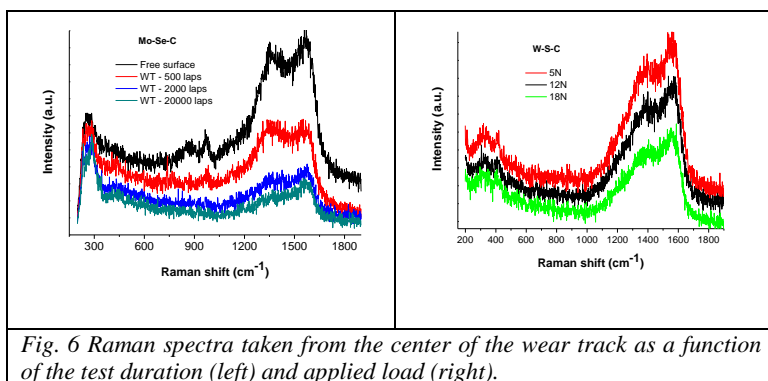 Mo-Se-C
Free surface
WT - 500 laps
WT - 2000 laps
WT - 20000 laps
Intensity (a.u.)
300 600 900 1200 1500 1800
Raman shift (cm-1)
W-S-C
5N
12N
18N
Intensity (a.u.)
200 400 600 800 1000 1200 1400 1600 1800
Raman shift (cm-1)
Fig. 6 Raman spectra taken from the center of the wear track as a function
of the test duration (left) and applied load (right).